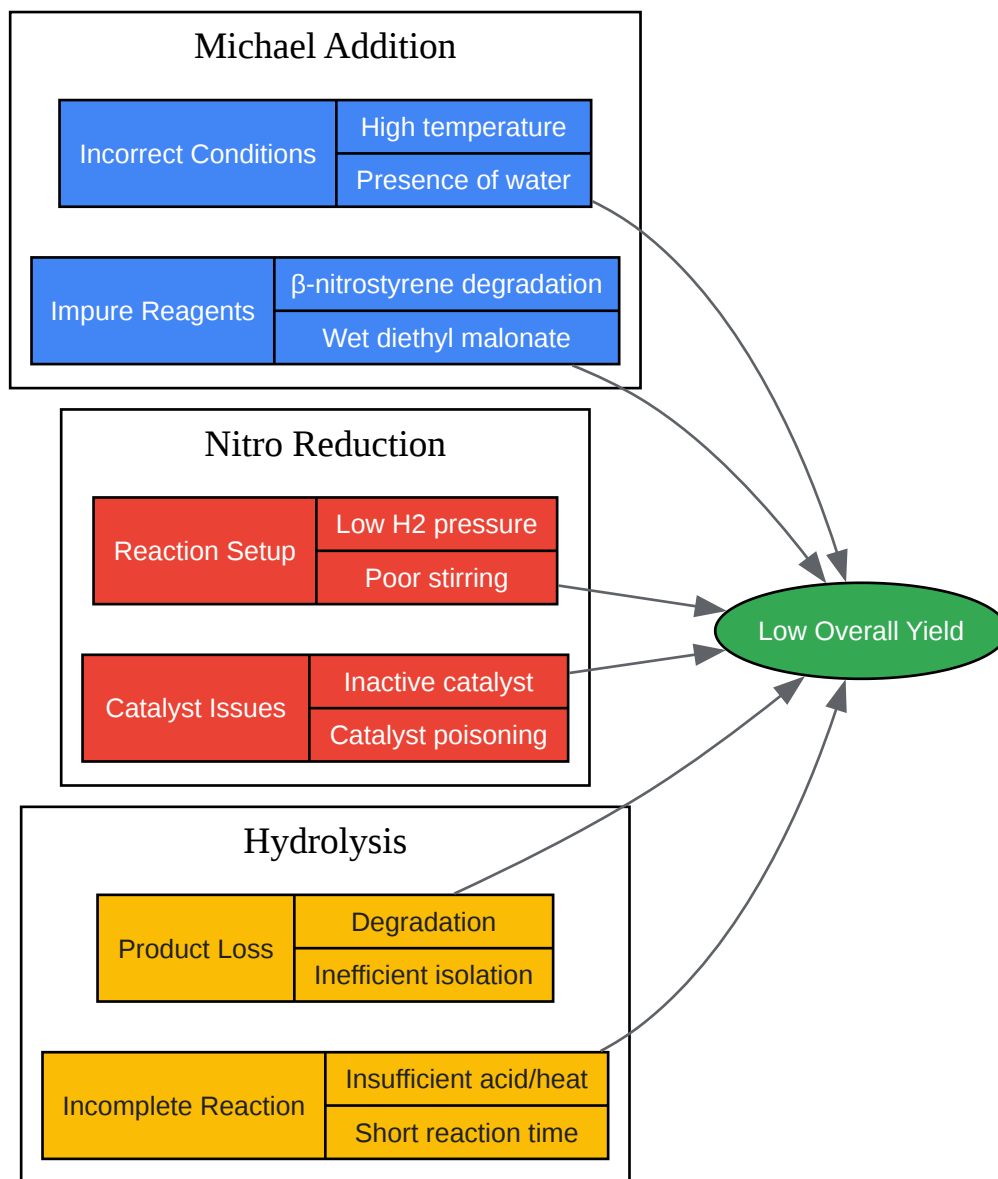 Michael Addition
Incorrect Conditions
High temperature
Presence of water
Impure Reagents
β-nitrostyrene degradation
Wet diethyl malonate
Nitro Reduction
Reaction Setup
Low H2 pressure
Poor stirring
Catalyst Issues
Inactive catalyst
Catalyst poisoning
Low Overall Yield
Hydrolysis
Product Loss
Degradation
Inefficient isolation
Incomplete Reaction
Insufficient acid/heat
Short reaction time